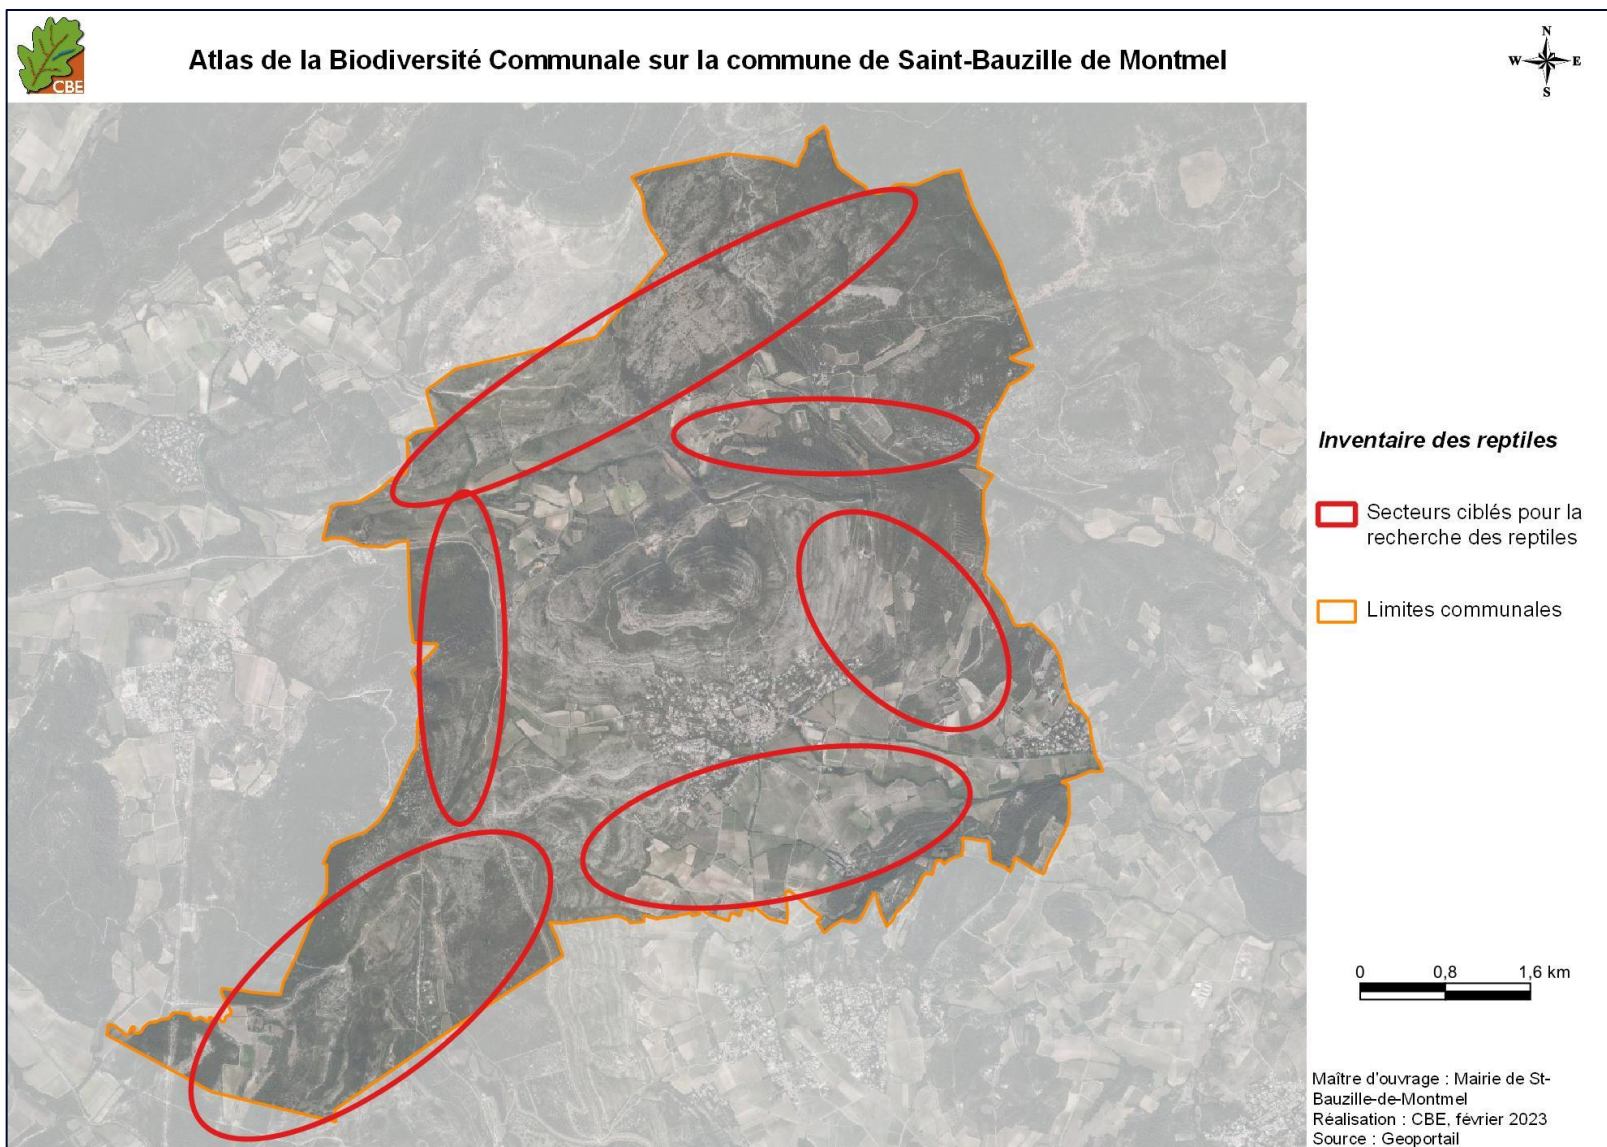 CBE
Atlas de la Biodiversité Communale sur la commune de Saint-Bauzille de Montmel
N
W E
S
Inventaire des reptiles
Secteurs ciblés pour la
recherche des reptiles
Limites communales
0 0,8 1,6 km
Maître d'ouvrage : Mairie de St-
Bauzille-de-Montmel
Réalisation : CBE, février 2023
Source : Geoportail